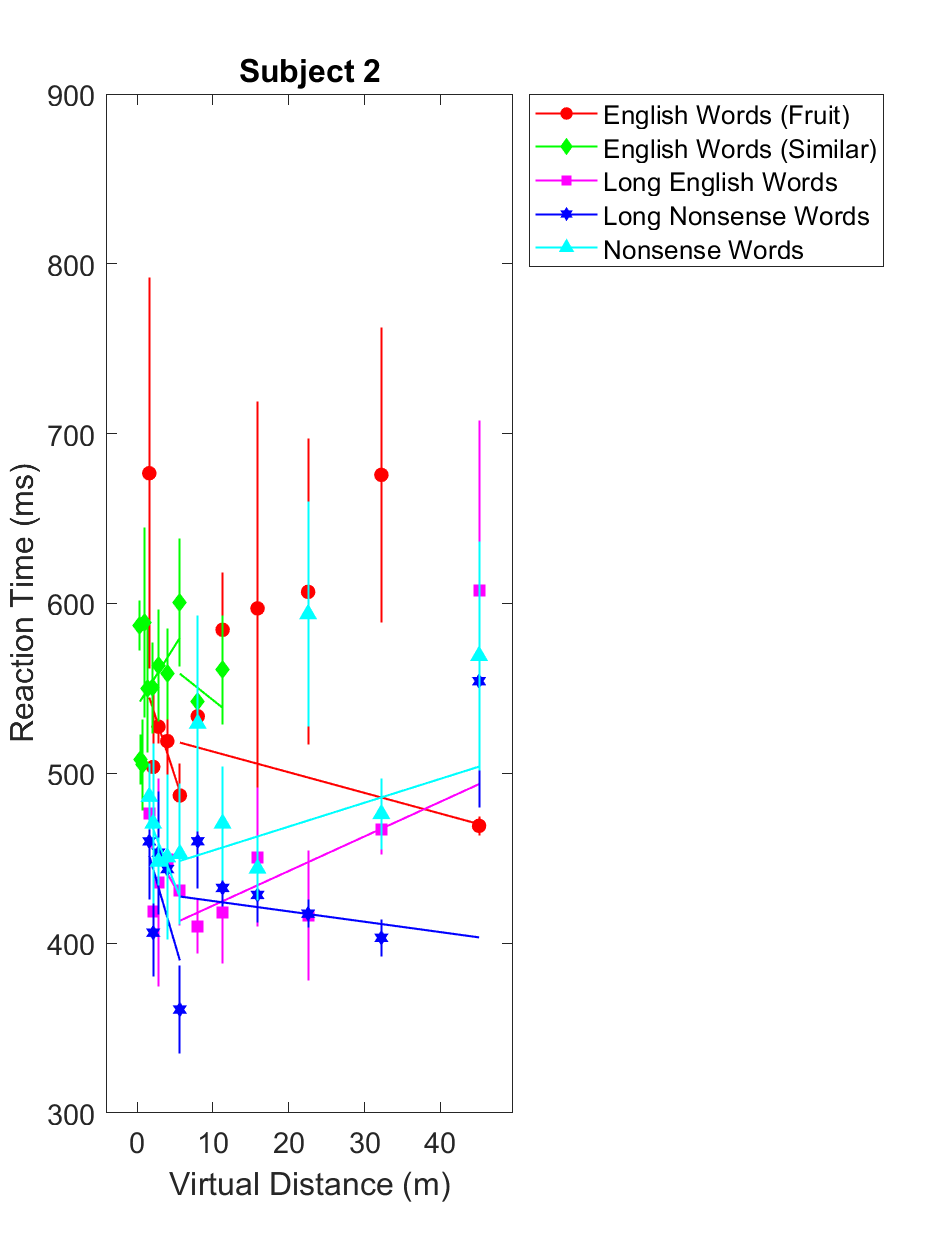 Subject 2
900
800
700
600
500
400
300
Reaction Time (ms)
0 10 20 30 40
Virtual Distance (m)
English Words (Fruit)
English Words (Similar)
Long English Words
Long Nonsense Words
Nonsense Words